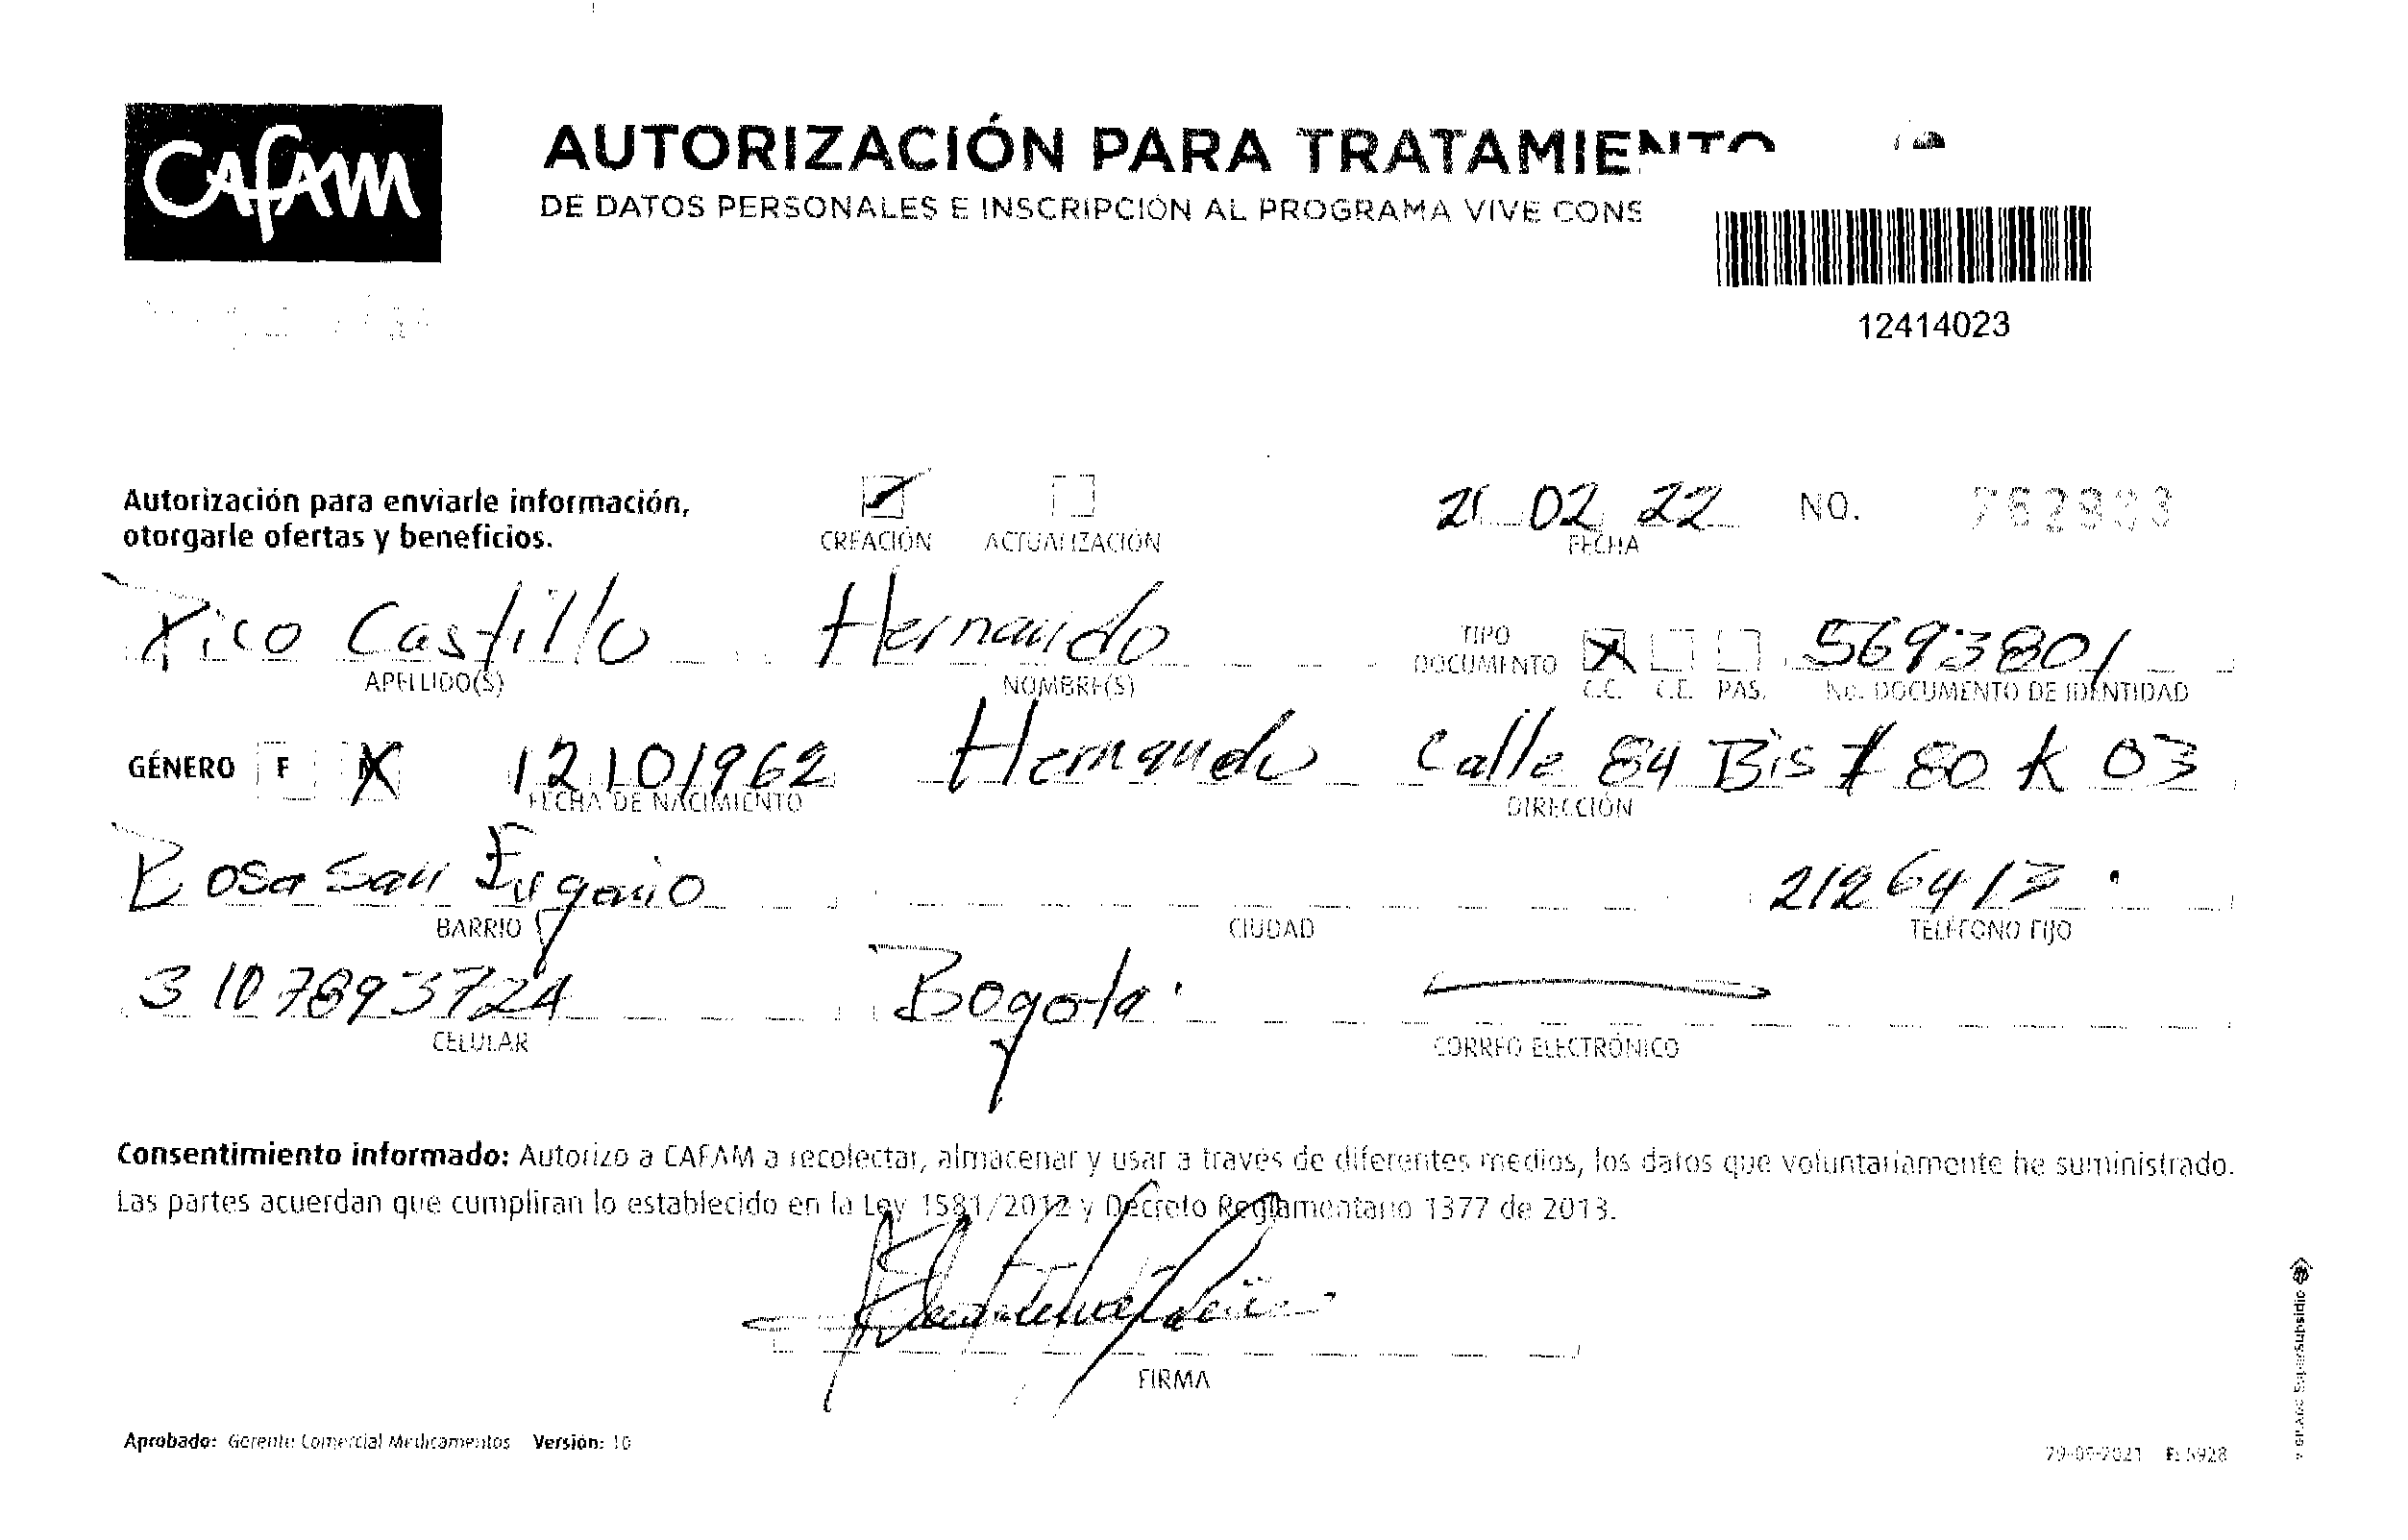 CAFAM
AUTORIZACIÓN PARA TRATAMIENTO
DE DATOS PERSONALES E INSCRIPCIÓN AL PROGRAMA VIVE CONS
12414023
Autorización para enviarle información,
otorgarle ofertas y beneficios.
CREACIÓN ACTUALIZACIÓN
21 02 22
FECHA
NO.
Rico Castillo Hernando
APELLIDO(S) NOMBRE(S)
TIPO
DOCUMENTO
X 5693801
C.C. C.E. PAS. No. DOCUMENTO DE IDENTIDAD
GÉNERO F X 12101962 Hernando Calle 84 Bis # 80 K 03
FECHA DE NACIMIENTO DIRECCIÓN
Bosa San Eugenio 2126413
BARRIO CIUDAD TELÉFONO FIJO
3107893724 Bogota
CELULAR CORREO ELECTRÓNICO
Consentimiento informado: Autorizo a CAFAM a recolectar, almacenar y usar a través de diferentes medios, los datos que voluntariamente he suministrado.
Las partes acuerdan que cumpliran lo establecido en la Ley 1581/2012 y Decreto Reglamentario 1377 de 2013.
FIRMA
Aprobado: Gerente Comercial Medicamentos Versión: 10